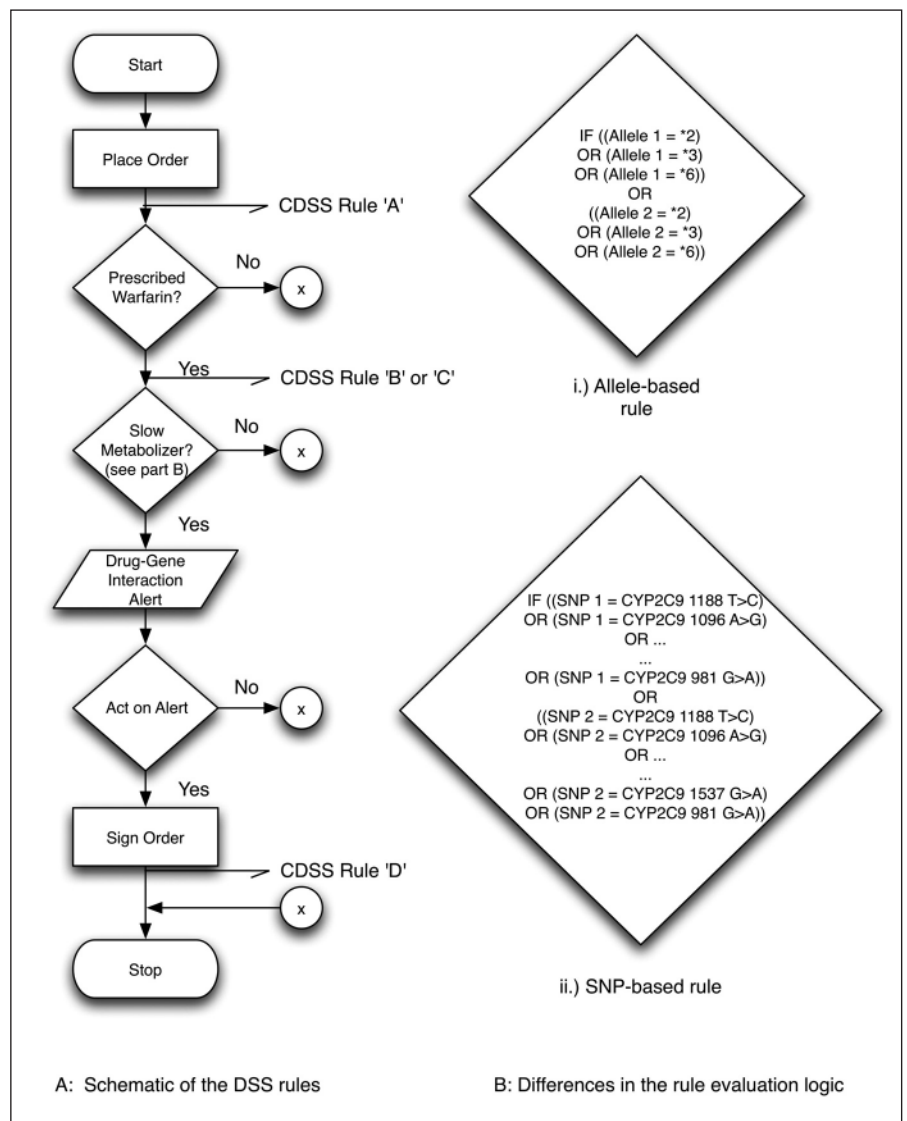 Start
Place Order
CDSS Rule 'A'
Prescribed
Warfarin?
No
x
Yes
CDSS Rule 'B' or 'C'
Slow
Metabolizer?
(see part B)
No
x
Yes
Drug-Gene
Interaction
Alert
Act on Alert
No
x
Yes
Sign Order
CDSS Rule 'D'
x
Stop
A: Schematic of the DSS rules
IF ((Allele 1 = *2)
OR (Allele 1 = *3)
OR (Allele 1 = *6))
OR
((Allele 2 = *2)
OR (Allele 2 = *3)
OR (Allele 2 = *6))
i.) Allele-based
rule
IF ((SNP 1 = CYP2C9 1188 T>C)
OR (SNP 1 = CYP2C9 1096 A>G)
OR ...
...
OR (SNP 1 = CYP2C9 981 G>A))
OR
((SNP 2 = CYP2C9 1188 T>C)
OR (SNP 2 = CYP2C9 1096 A>G)
OR ...
...
OR (SNP 2 = CYP2C9 1537 G>A)
OR (SNP 2 = CYP2C9 981 G>A))
ii.) SNP-based rule
B: Differences in the rule evaluation logic